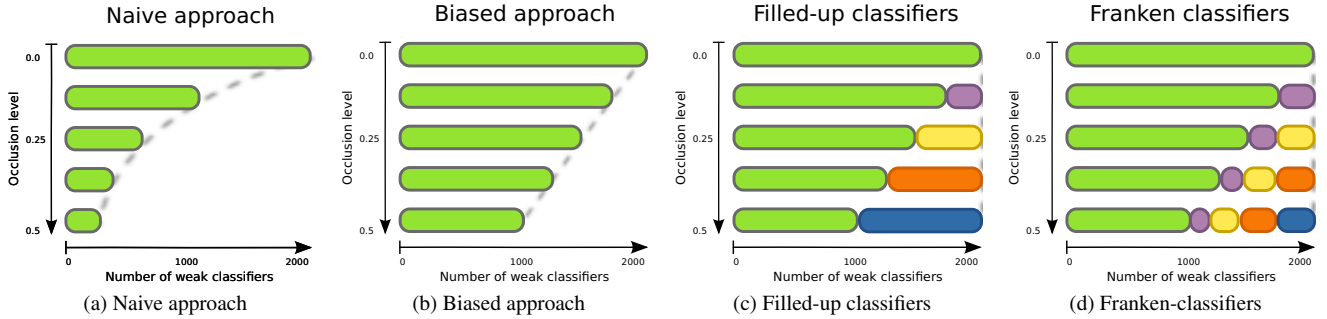 Naive approach
Occlusion level
0.0
0.25
0.5
0
1000
2000
Number of weak classifiers
(a) Naive approach
Biased approach
Occlusion level
0.0
0.25
0.5
0
1000
2000
Number of weak classifiers
(b) Biased approach
Filled-up classifiers
Occlusion level
0.0
0.25
0.5
0
1000
2000
Number of weak classifiers
(c) Filled-up classifiers
Franken classifiers
Occlusion level
0.0
0.25
0.5
0
1000
2000
Number of weak classifiers
(d) Franken-classifiers